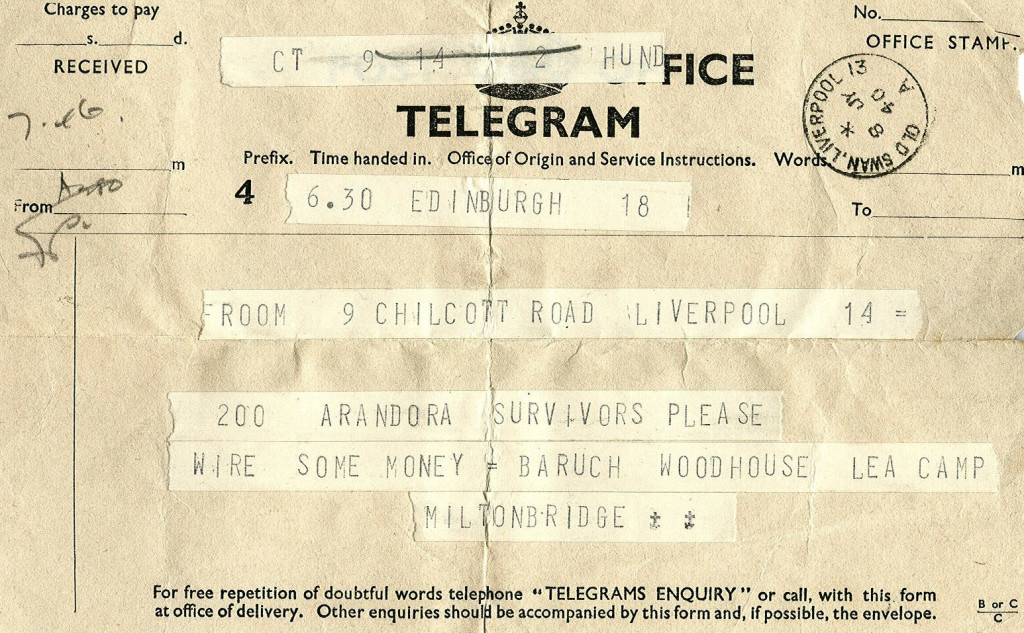 Charges to pay
s. d.
RECEIVED
No.
OFFICE STAMP.
CT 9 14 2 HUND
FICE
TELEGRAM
OLD SWAN, LIVERPOOL 13
A
8 JY
40
Prefix. Time handed in. Office of Origin and Service Instructions. Words.
m
m
4
6.30 EDINBURGH 18
From
To
FROOM 9 CHILCOTT ROAD LIVERPOOL 14 =
200 ARANDORA SURVIVORS PLEASE
WIRE SOME MONEY = BARUCH WOODHOUSE LEA CAMP
MILTONBRIDGE ‡ ‡
For free repetition of doubtful words telephone "TELEGRAMS ENQUIRY" or call, with this form
at office of delivery. Other enquiries should be accompanied by this form and, if possible, the envelope.
B or C
C